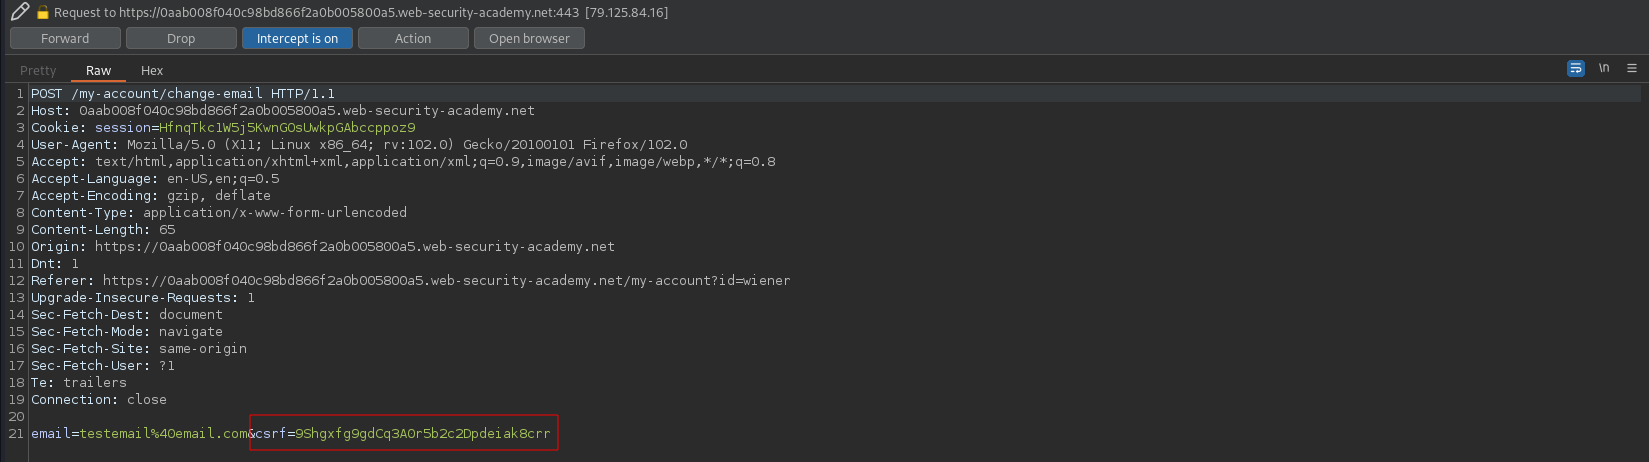 Request to https://0aab008f040c98bd866f2a0b005800a5.web-security-academy.net:443 [79.125.84.16]
Forward Drop Intercept is on Action Open browser
Pretty Raw Hex \n
1 POST /my-account/change-email HTTP/1.1
2 Host: 0aab008f040c98bd866f2a0b005800a5.web-security-academy.net
3 Cookie: session=HfnqTkc1W5j5KwnGOsUwkpGAbccppoz9
4 User-Agent: Mozilla/5.0 (X11; Linux x86_64; rv:102.0) Gecko/20100101 Firefox/102.0
5 Accept: text/html,application/xhtml+xml,application/xml;q=0.9,image/avif,image/webp,*/*;q=0.8
6 Accept-Language: en-US,en;q=0.5
7 Accept-Encoding: gzip, deflate
8 Content-Type: application/x-www-form-urlencoded
9 Content-Length: 65
10 Origin: https://0aab008f040c98bd866f2a0b005800a5.web-security-academy.net
11 Dnt: 1
12 Referer: https://0aab008f040c98bd866f2a0b005800a5.web-security-academy.net/my-account?id=wiener
13 Upgrade-Insecure-Requests: 1
14 Sec-Fetch-Dest: document
15 Sec-Fetch-Mode: navigate
16 Sec-Fetch-Site: same-origin
17 Sec-Fetch-User: ?1
18 Te: trailers
19 Connection: close
20
21 email=testemail%40email.com&csrf=9Shgxfg9gdCq3A0r5b2c2Dpdeiak8crr